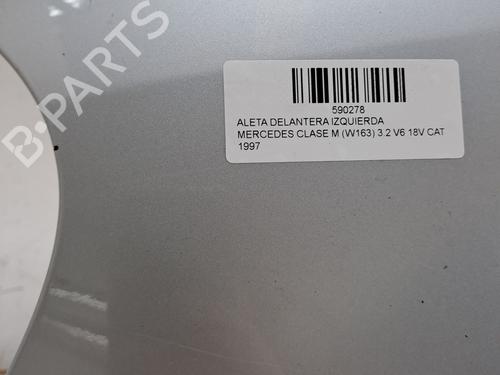 B-PARTS
590278
ALETA DELANTERA IZQUIERDA
MERCEDES CLASE M (W163) 3.2 V6 18V CAT
1997